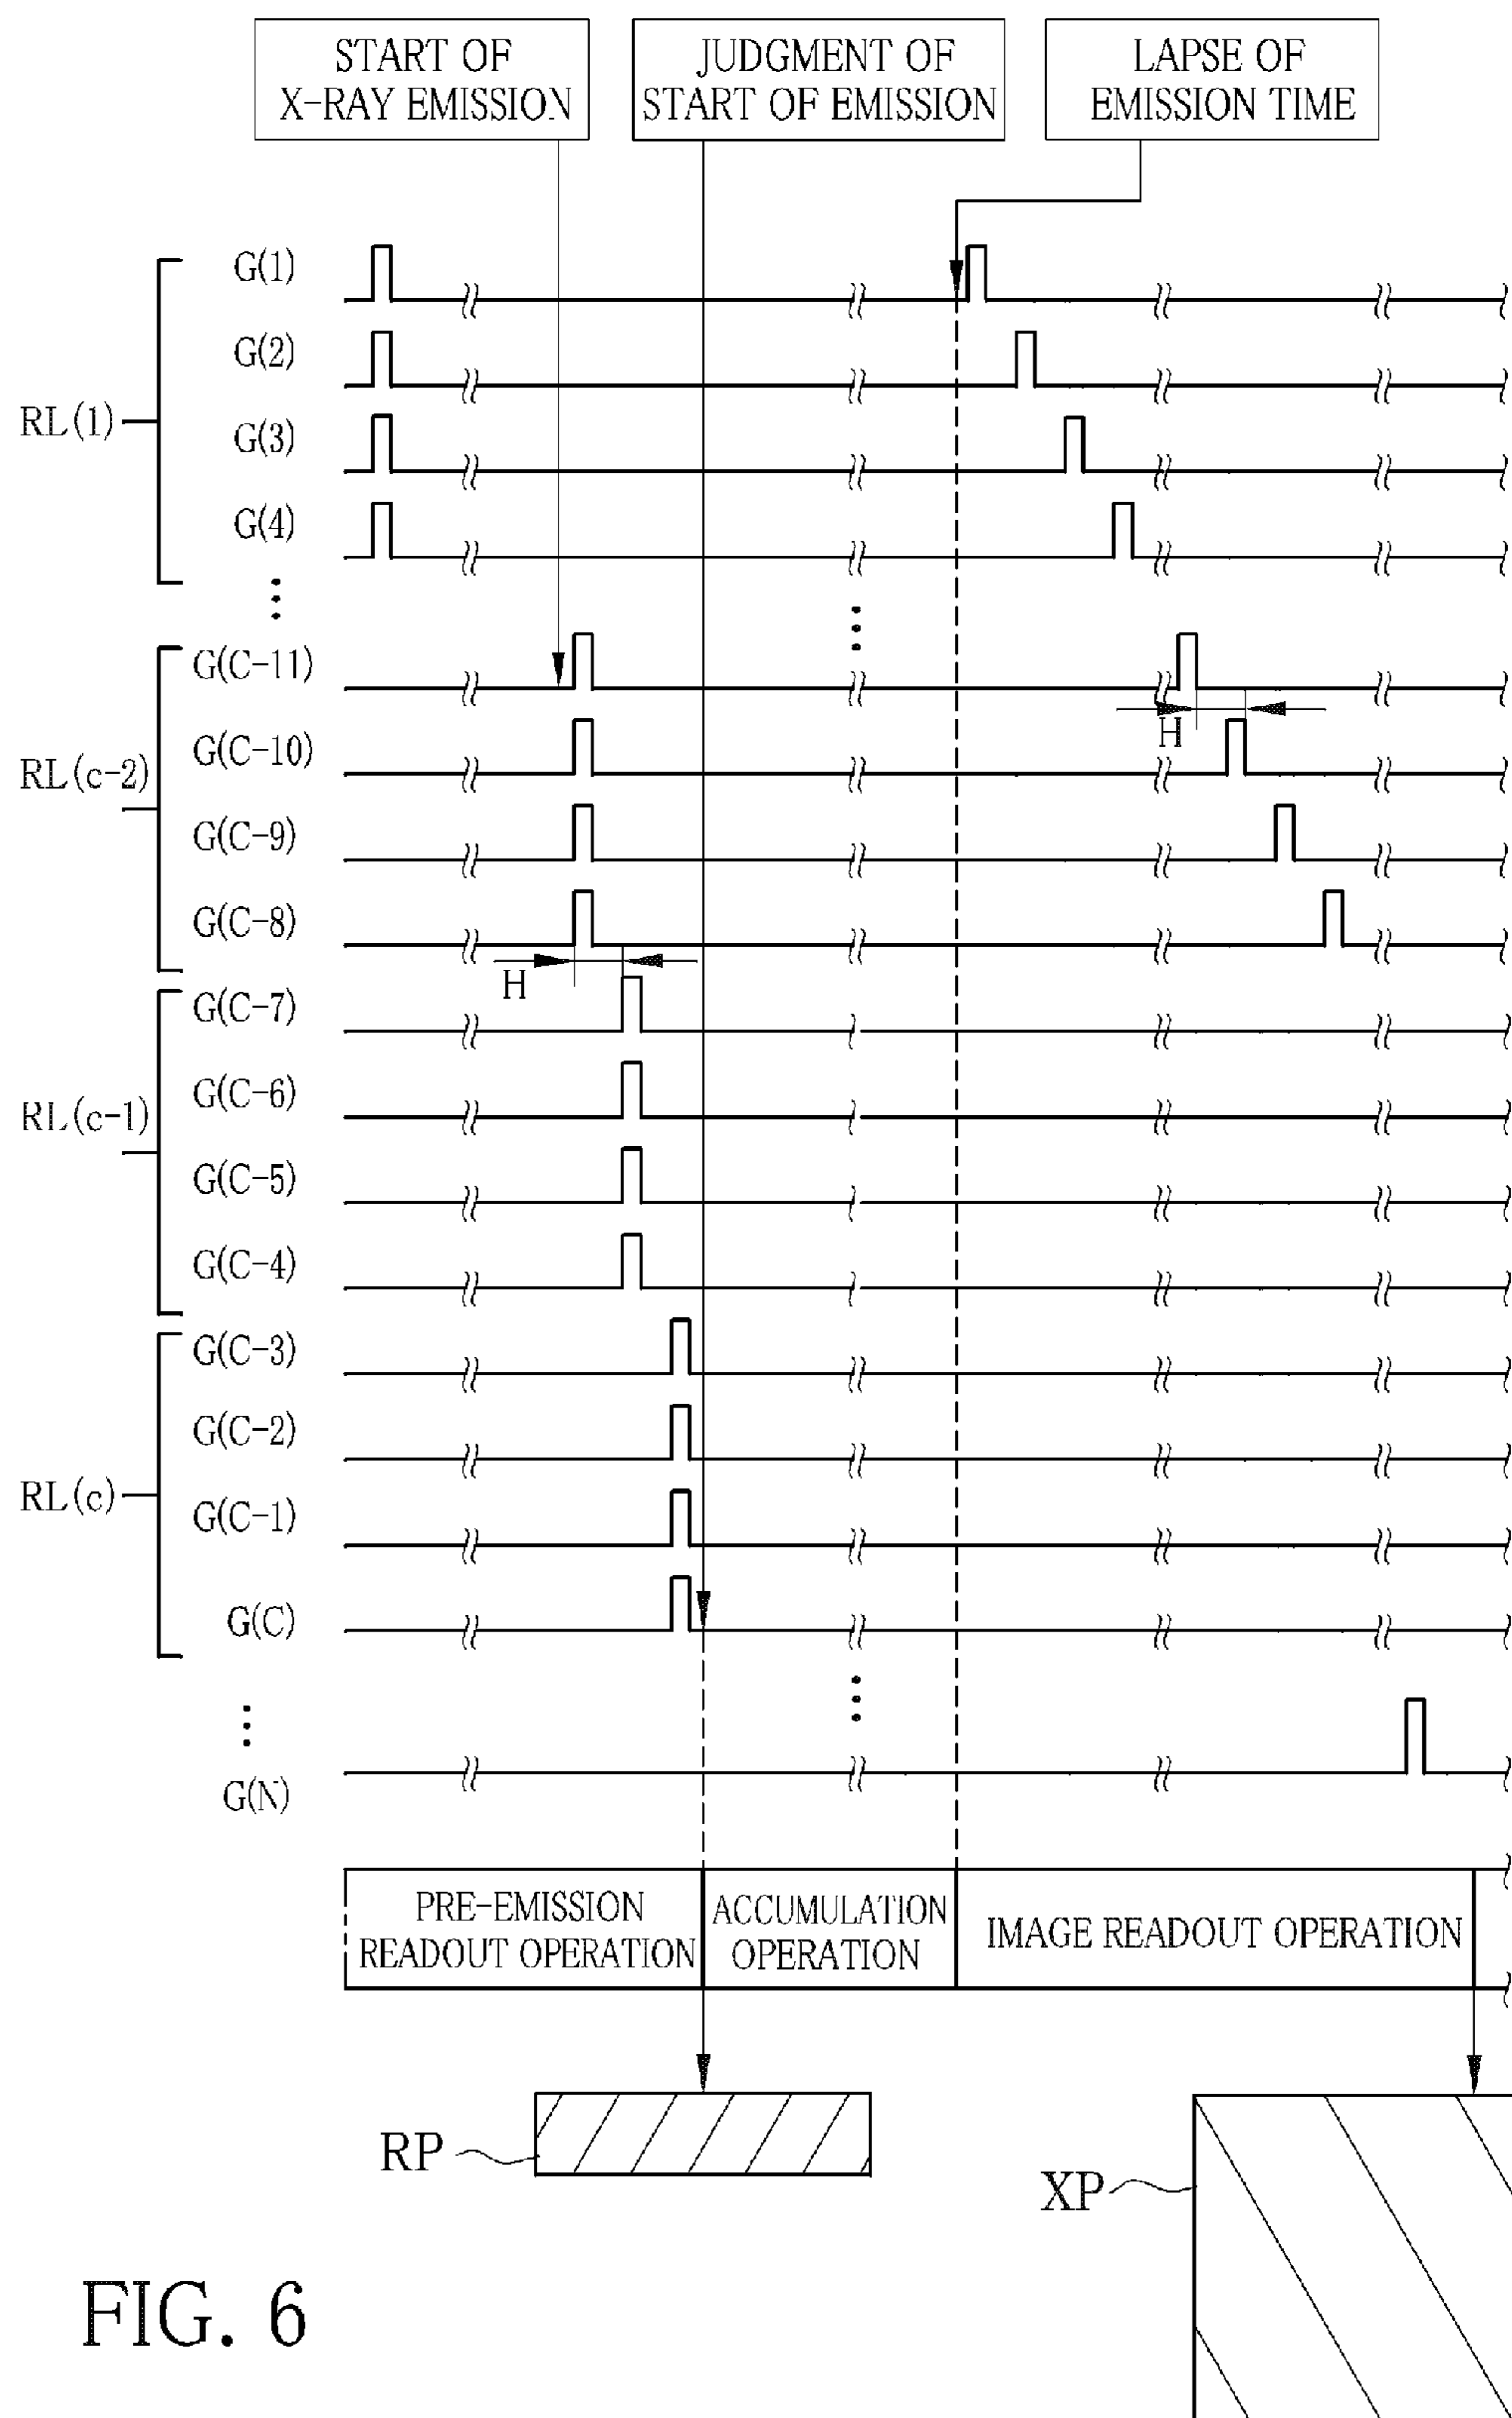 START OF
X-RAY EMISSION
JUDGMENT OF
START OF EMISSION
LAPSE OF
EMISSION TIME
RL(1)
G(1)
G(2)
G(3)
G(4)
RL(c-2)
G(C-11)
G(C-10)
G(C-9)
G(C-8)
H
H
RL(c-1)
G(C-7)
G(C-6)
G(C-5)
G(C-4)
RL(c)
G(C-3)
G(C-2)
G(C-1)
G(C)
G(N)
PRE-EMISSION
READOUT OPERATION
ACCUMULATION
OPERATION
IMAGE READOUT OPERATION
RP
XP
FIG. 6